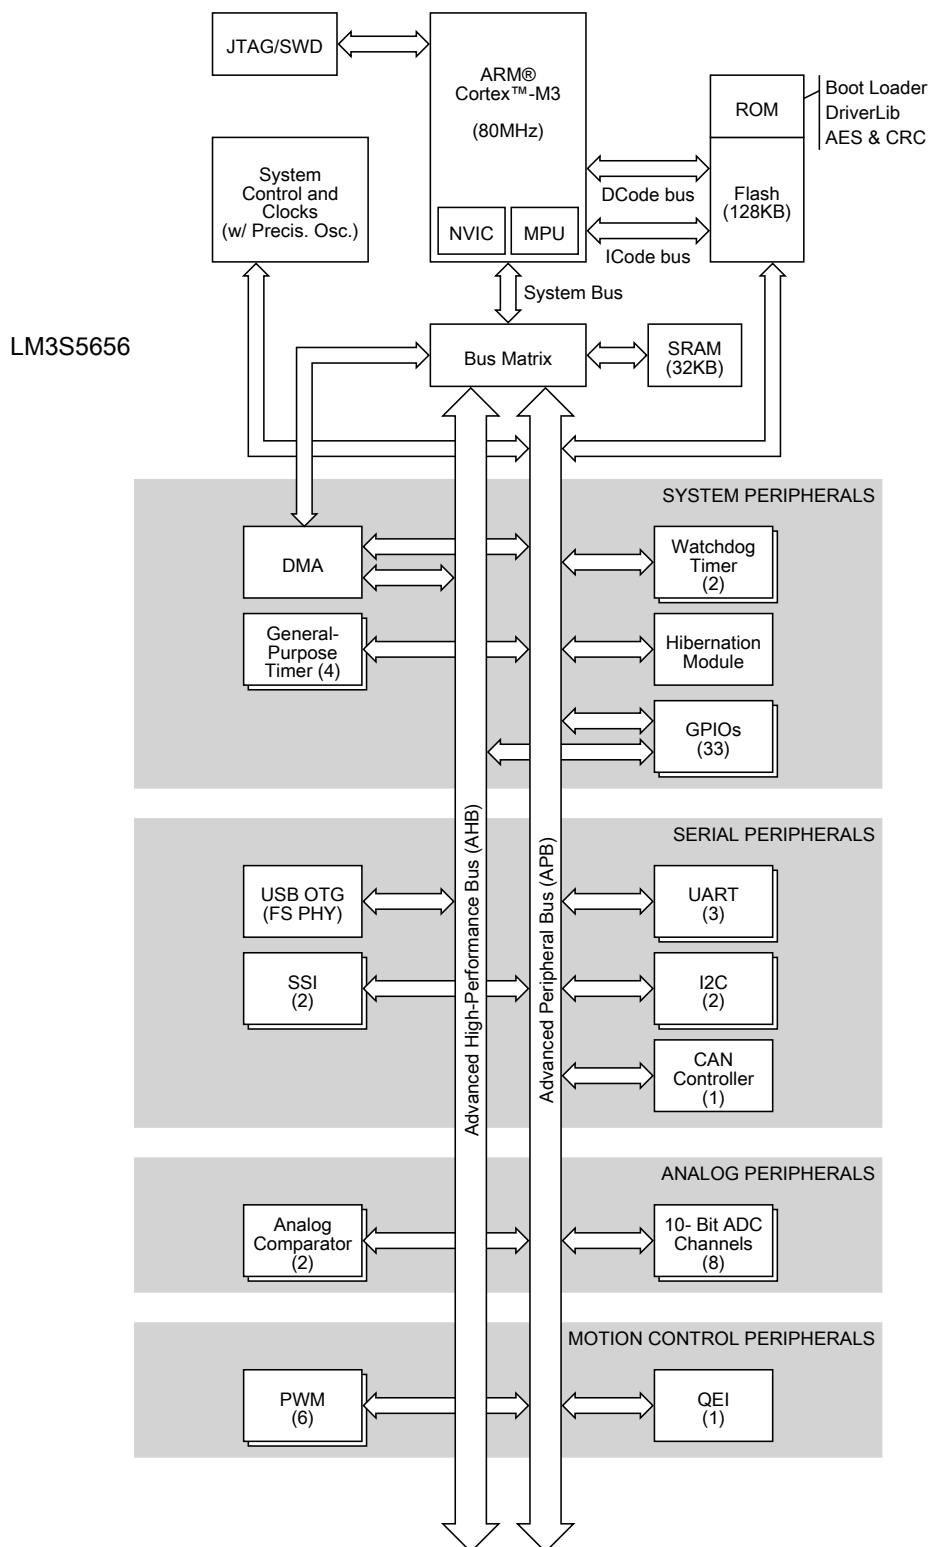 JTAG/SWD
ARM®
Cortex™-M3
(80MHz)
NVIC
MPU
ROM
Boot Loader
DriverLib
AES & CRC
Flash
(128KB)
DCode bus
ICode bus
System
Control and
Clocks
(w/ Precis. Osc.)
System Bus
LM3S5656
Bus Matrix
SRAM
(32KB)
SYSTEM PERIPHERALS
DMA
Watchdog
Timer
(2)
General-
Purpose
Timer (4)
Hibernation
Module
GPIOs
(33)
Advanced High-Performance Bus (AHB)
Advanced Peripheral Bus (APB)
SERIAL PERIPHERALS
USB OTG
(FS PHY)
UART
(3)
SSI
(2)
I2C
(2)
CAN
Controller
(1)
ANALOG PERIPHERALS
Analog
Comparator
(2)
10- Bit ADC
Channels
(8)
MOTION CONTROL PERIPHERALS
PWM
(6)
QEI
(1)